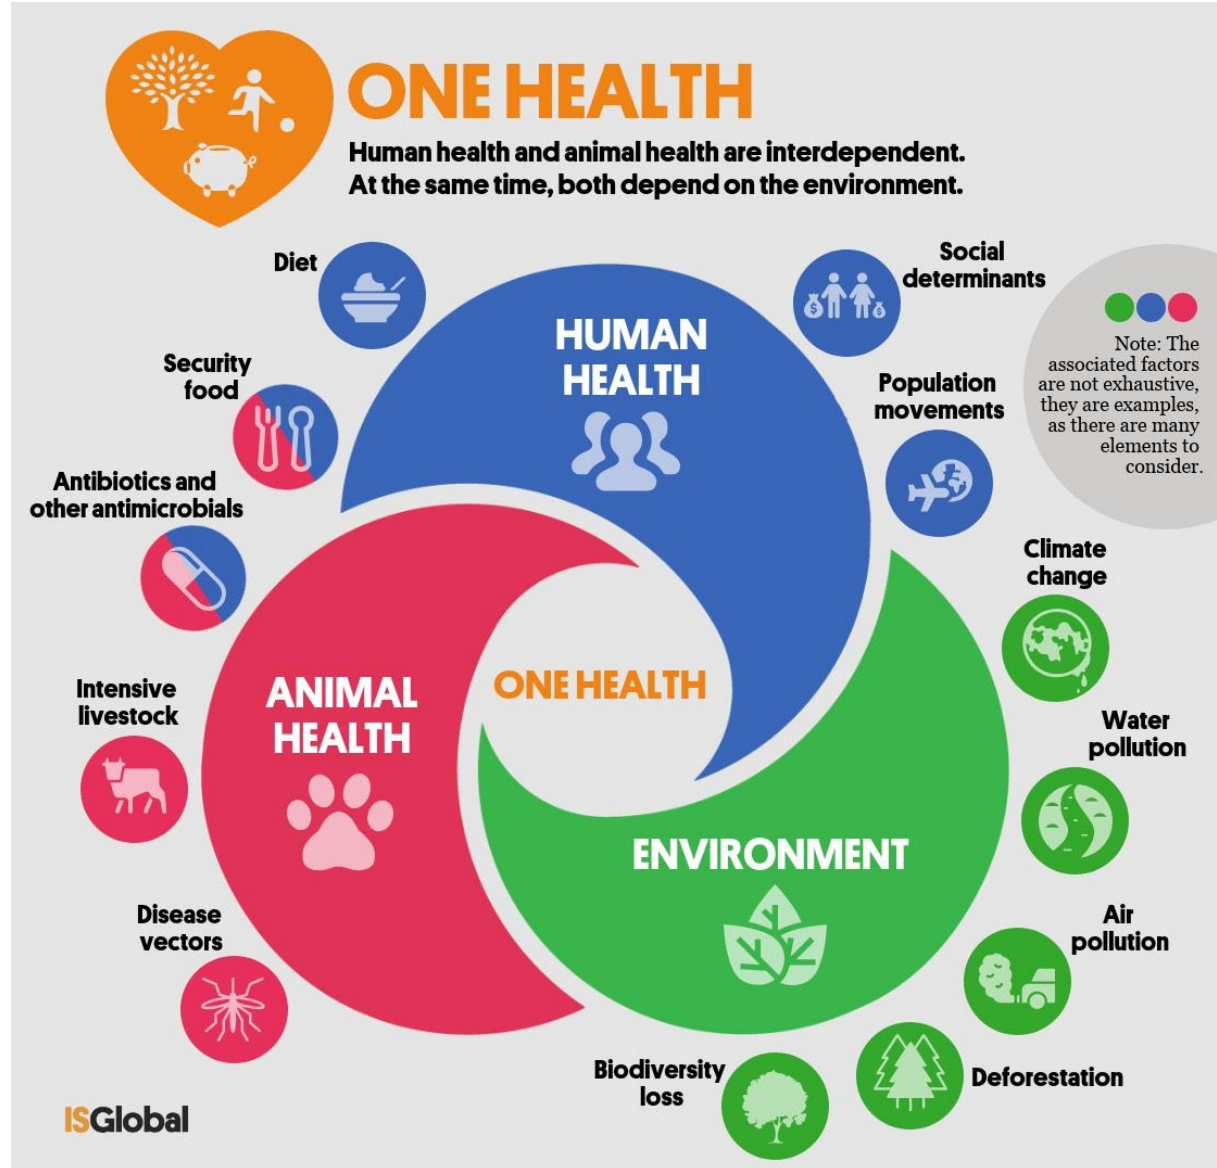 ONE HEALTH
Human health and animal health are interdependent.
At the same time, both depend on the environment.
Diet
Social
determinants
Security
food
Population
movements
Note: The
associated factors
are not exhaustive,
they are examples,
as there are many
elements to
consider.
HUMAN
HEALTH
Antibiotics and
other antimicrobials
Climate
change
Intensive
livestock
ANIMAL
HEALTH
ONE HEALTH
Water
pollution
ENVIRONMENT
Disease
vectors
Air
pollution
Biodiversity
loss
Deforestation
ISGlobal